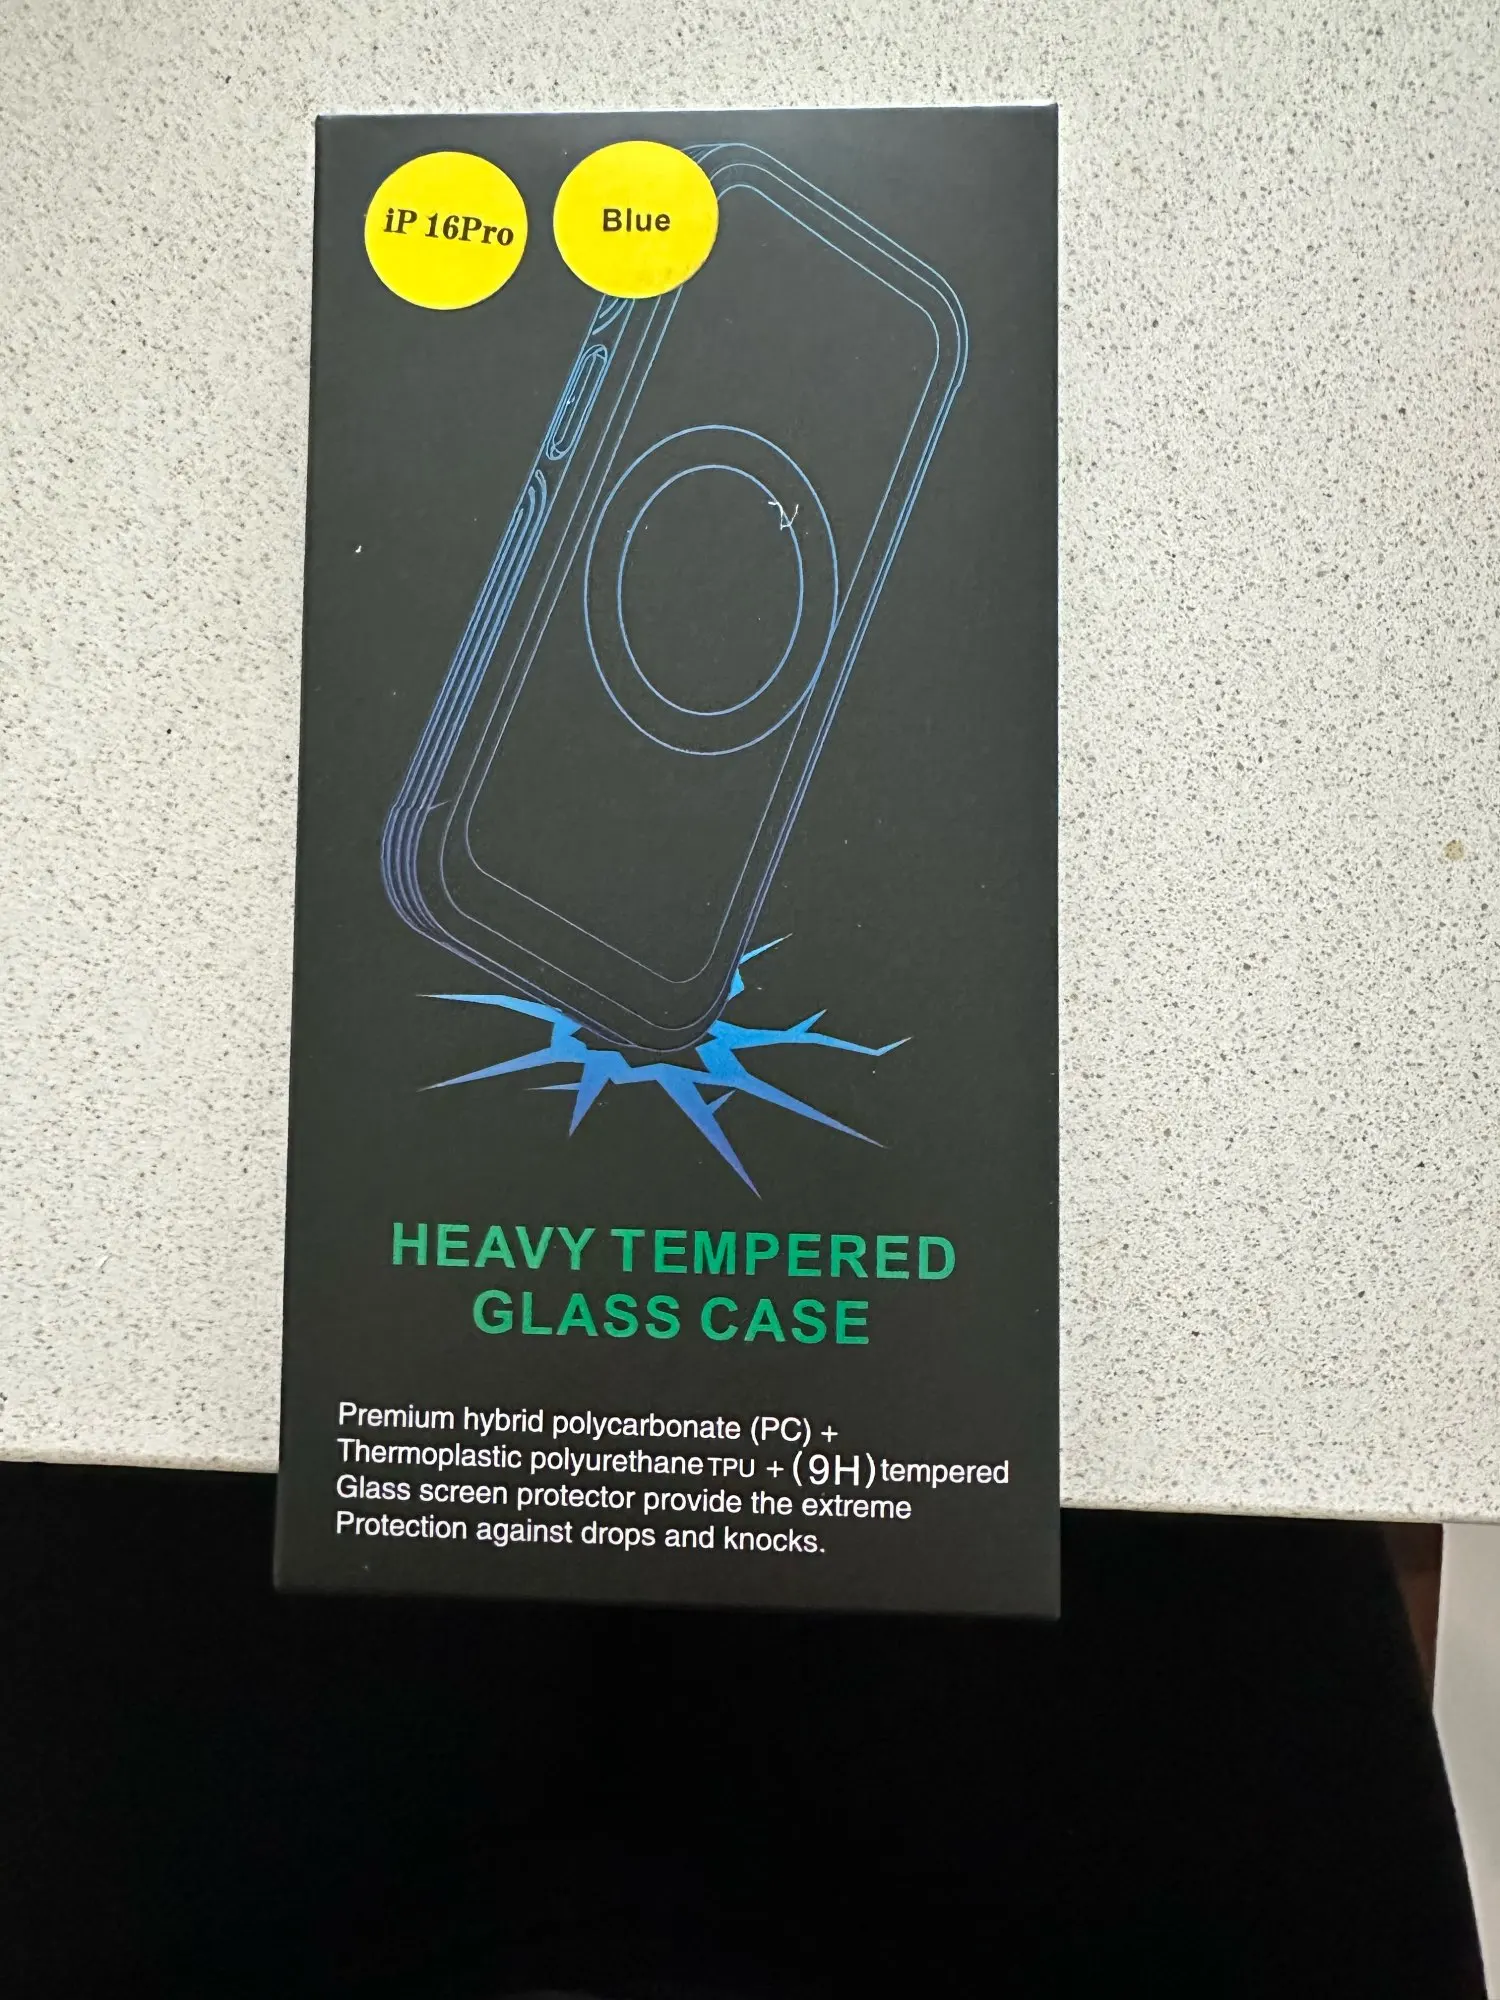 iP 16Pro
Blue
HEAVY TEMPERED
GLASS CASE
Premium hybrid polycarbonate (PC) +
Thermoplastic polyurethane TPU + (9H) tempered
Glass screen protector provide the extreme
Protection against drops and knocks.